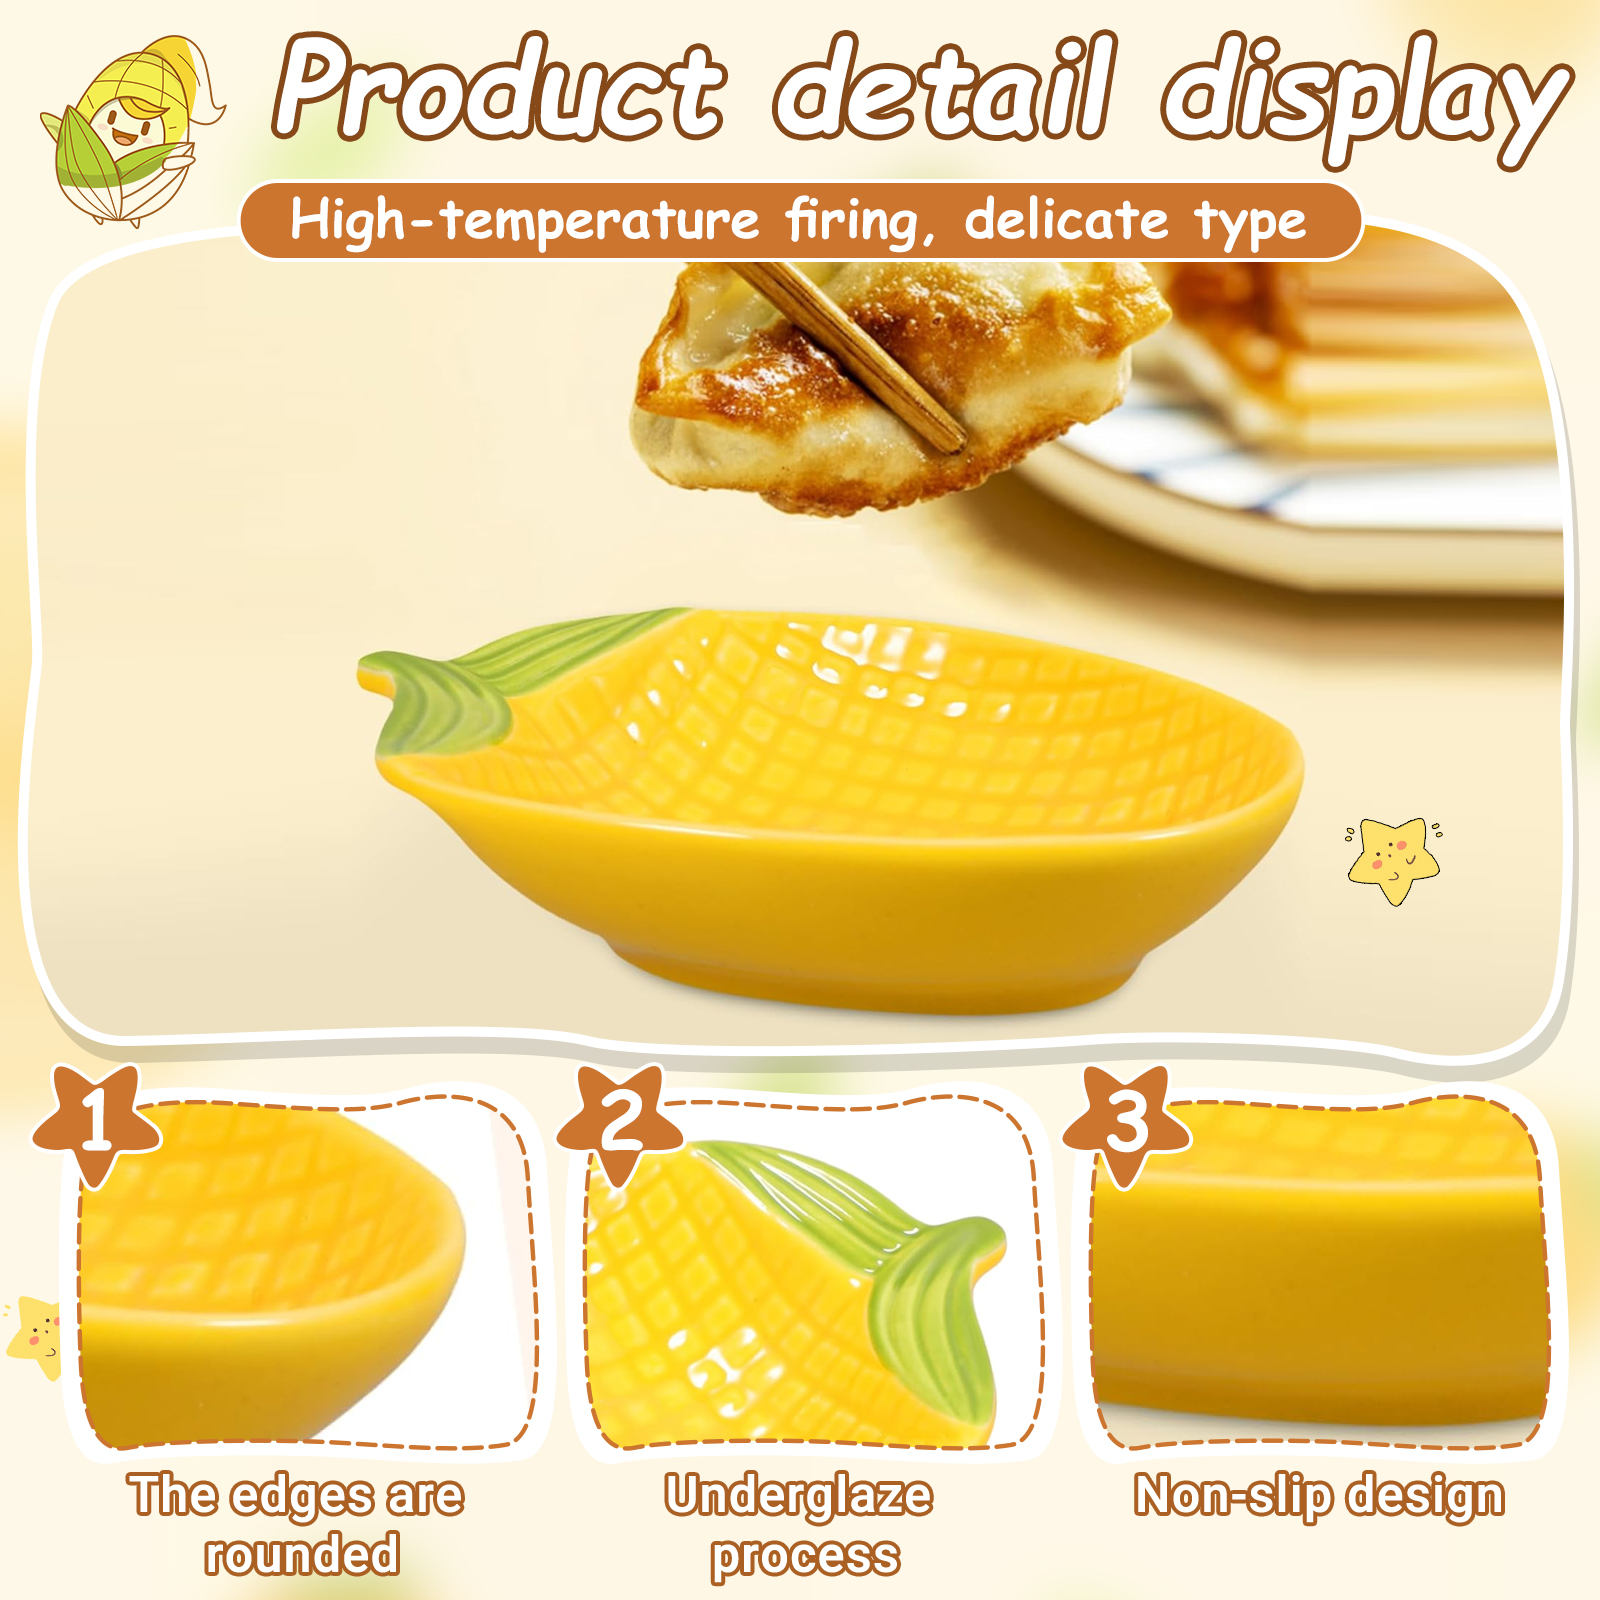 Product detail display
High-temperature firing, delicate type
1
2
3
The edges are
rounded
Underglaze
process
Non-slip design